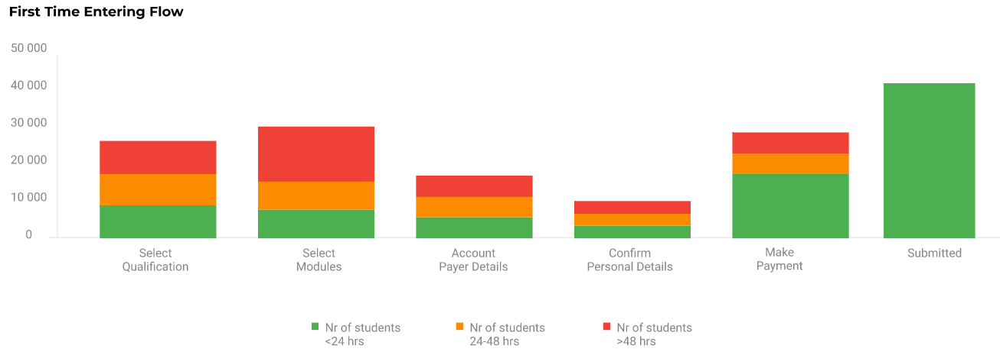 First Time Entering Flow
50 000
40 000
30 000
20 000
10 000
0
Select
Qualification
Select
Modules
Account
Payer Details
Confirm
Personal Details
Make
Payment
Submitted
Nr of students
<24 hrs
Nr of students
24-48 hrs
Nr of students
>48 hrs